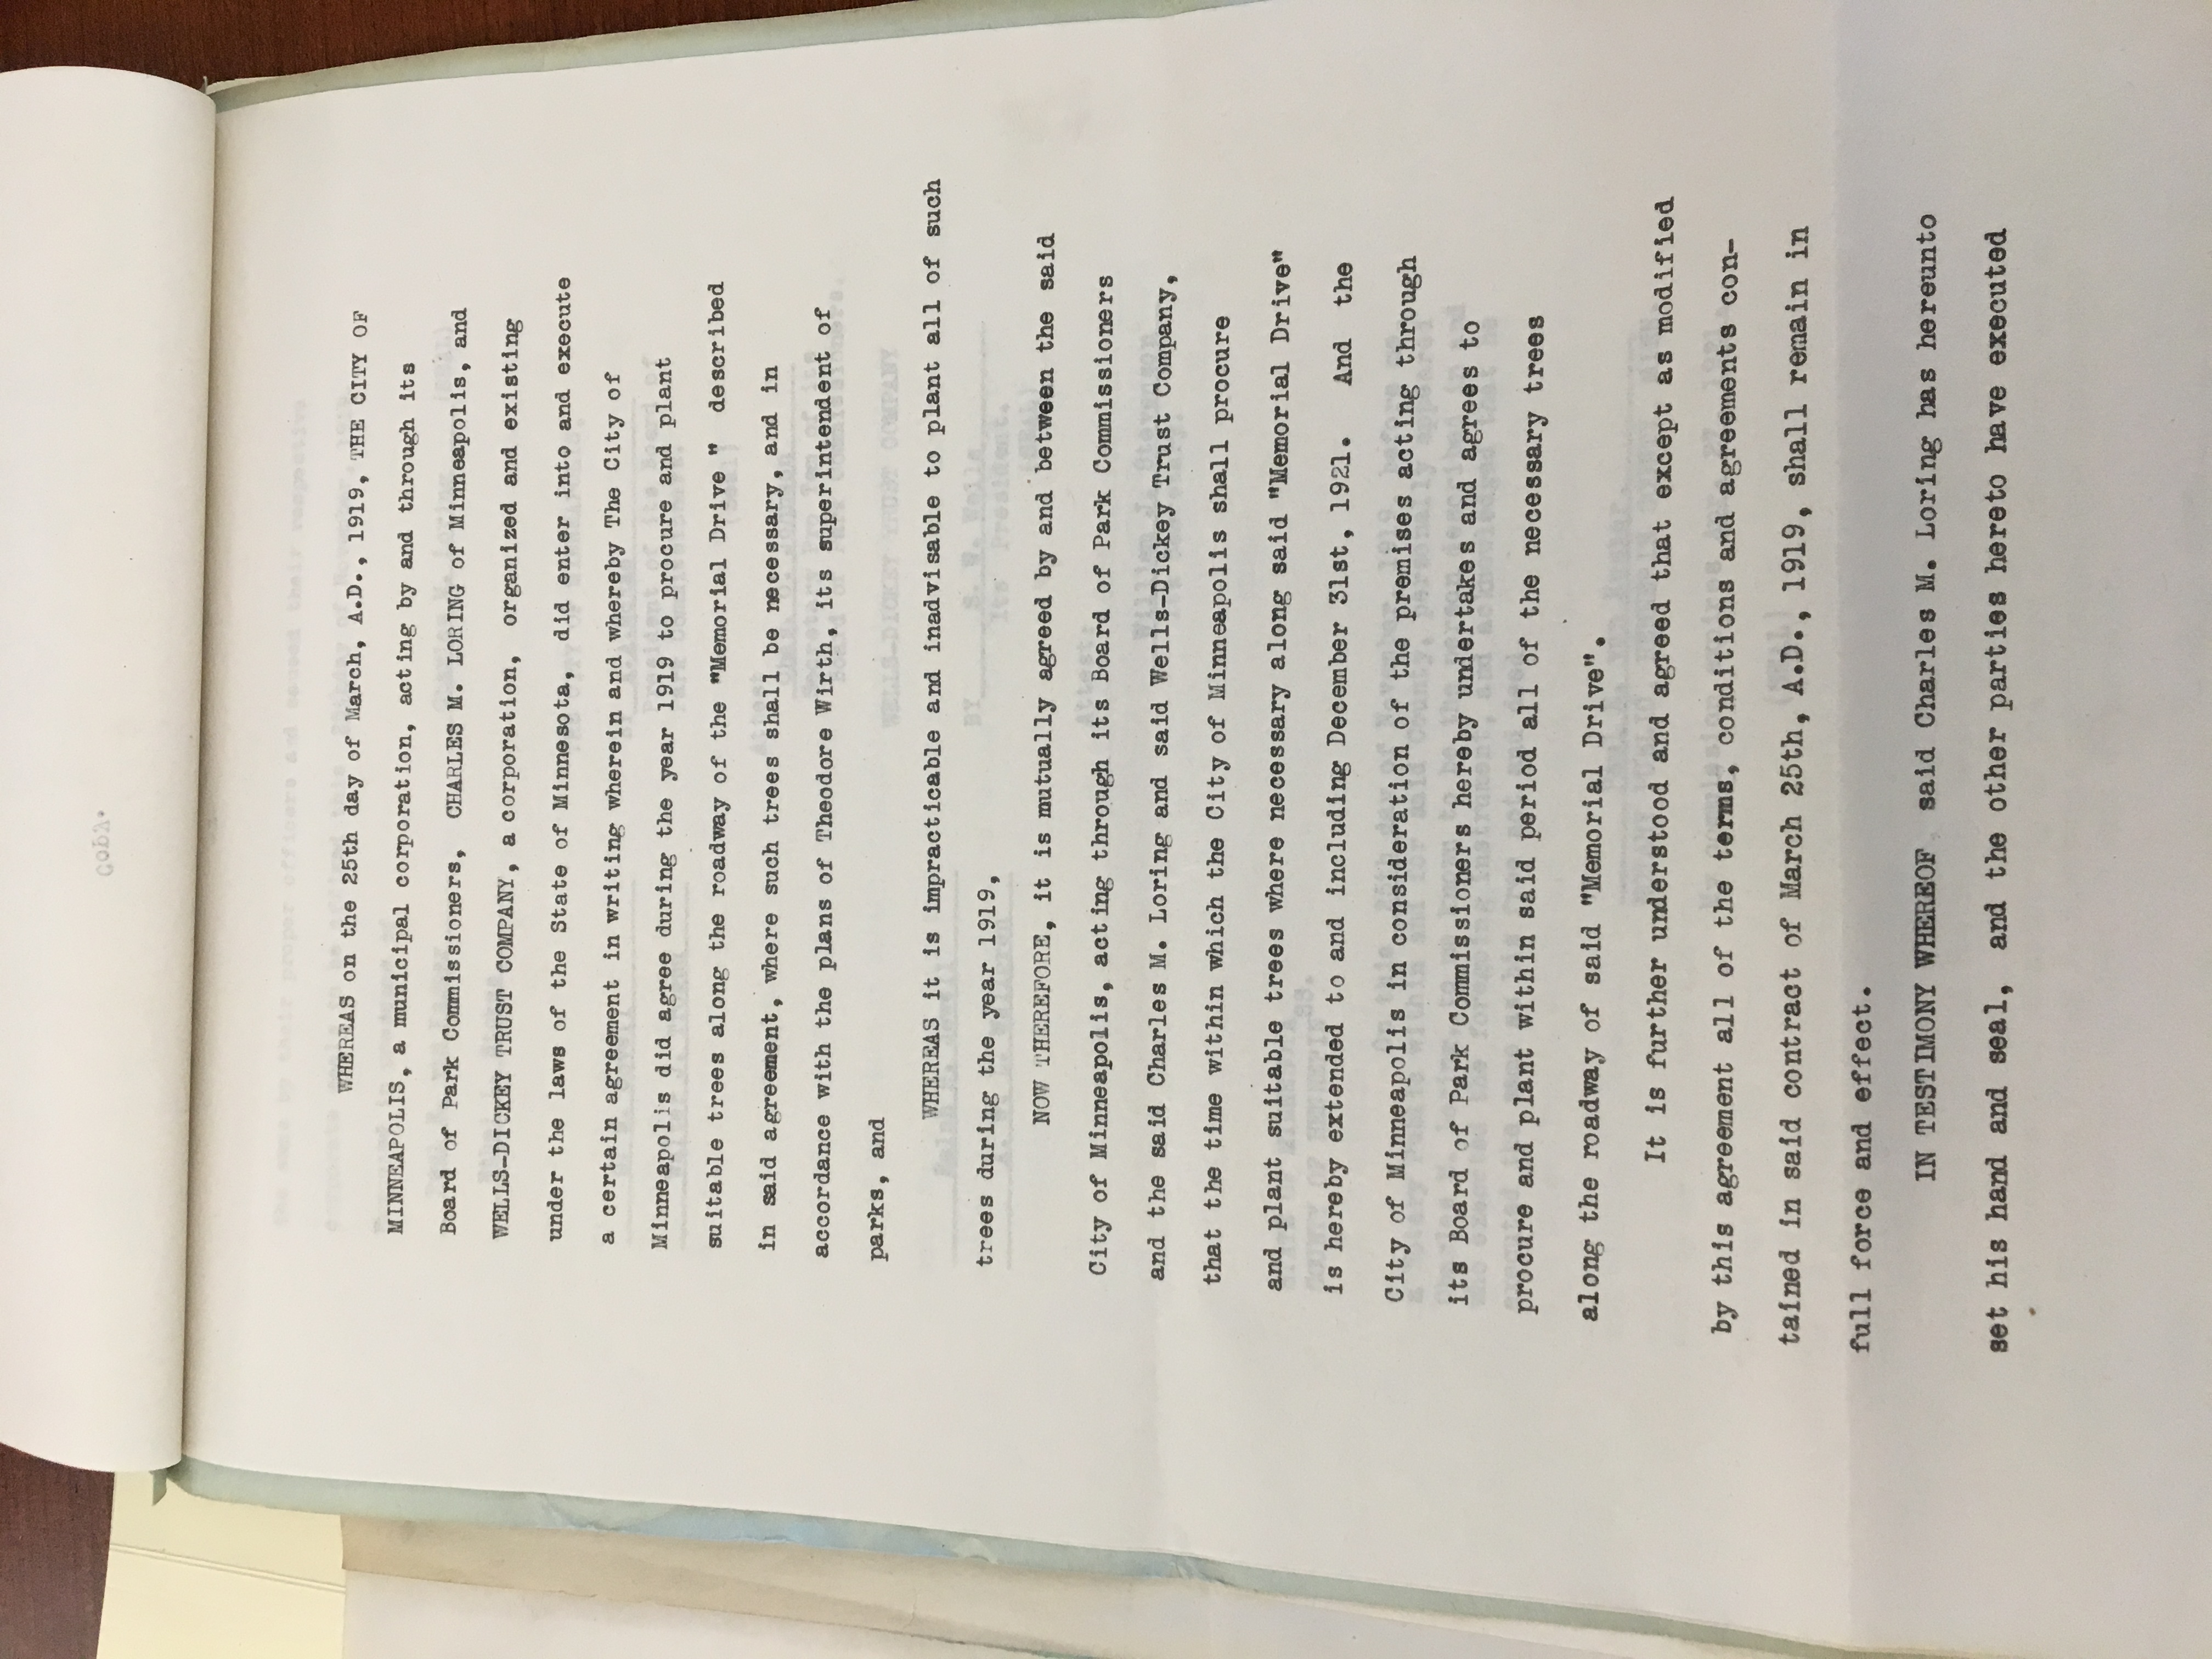 Copy.
WHEREAS on the 25th day of March, A.D., 1919, THE CITY OF
MINNEAPOLIS, a municipal corporation, acting by and through its
Board of Park Commissioners, CHARLES M. LORING of Minneapolis, and
WELLS-DICKEY TRUST COMPANY, a corporation, organized and existing
under the laws of the State of Minnesota, did enter into and execute
a certain agreement in writing wherein and whereby The City of
Minneapolis did agree during the year 1919 to procure and plant
suitable trees along the roadway of the "Memorial Drive " described
in said agreement, where such trees shall be necessary, and in
accordance with the plans of Theodore Wirth, its superintendent of
parks, and
WHEREAS it is impracticable and inadvisable to plant all of such
trees during the year 1919,
NOW THEREFORE, it is mutually agreed by and between the said
City of Minneapolis, acting through its Board of Park Commissioners
and the said Charles M. Loring and said Wells-Dickey Trust Company,
that the time within which the City of Minneapolis shall procure
and plant suitable trees where necessary along said "Memorial Drive"
is hereby extended to and including December 31st, 1921. And the
City of Minneapolis in consideration of the premises acting through
its Board of Park Commissioners hereby undertakes and agrees to
procure and plant within said period all of the necessary trees
along the roadway of said "Memorial Drive".
It is further understood and agreed that except as modified
by this agreement all of the terms, conditions and agreements con-
tained in said contract of March 25th, A.D., 1919, shall remain in
full force and effect.
IN TESTIMONY WHEREOF said Charles M. Loring has hereunto
set his hand and seal, and the other parties hereto have executed